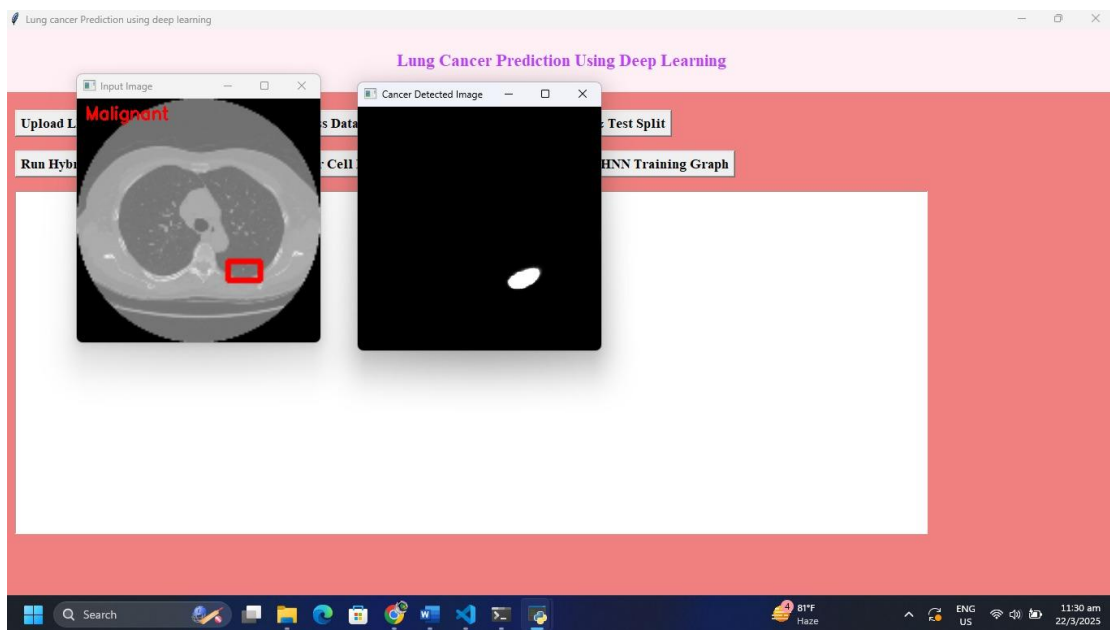 Lung cancer Prediction using deep learning
Lung Cancer Prediction Using Deep Learning
Input Image
Cancer Detected Image
Malignant
Upload L
s Data
Test Split
Run Hybr
Cell
HNN Training Graph
Search
4
81°F
Haze
ENG
US
11:30 am
22/3/2025